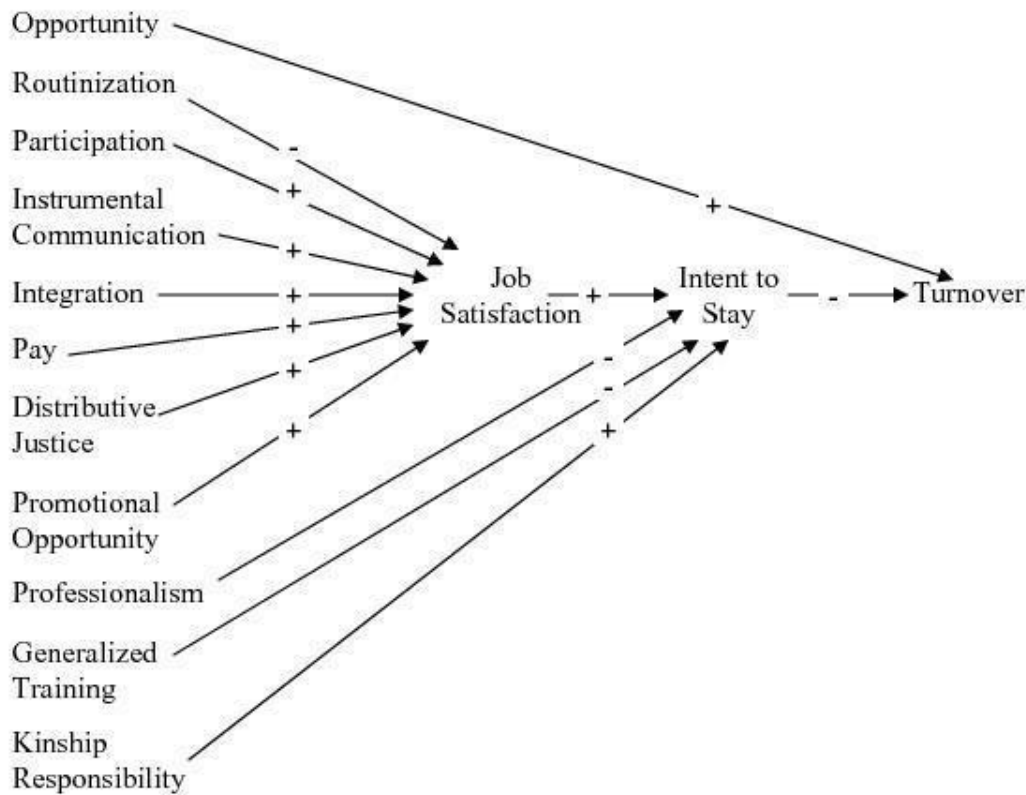 Opportunity
Routinization
-
Participation
+
+
Instrumental
Communication
+
Integration
+
Job
Satisfaction
+
Intent to
Stay
-
Turnover
+
Pay
-
+
Distributive
Justice
-
+
+
Promotional
Opportunity
Professionalism
Generalized
Training
Kinship
Responsibility